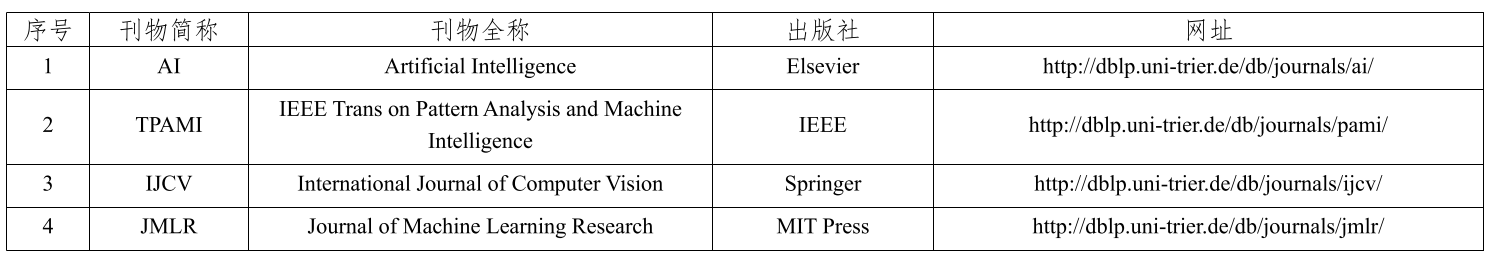 序号 刊物简称 刊物全称 出版社 网址
1 AI Artificial Intelligence Elsevier http://dblp.uni-trier.de/db/journals/ai/
2 TPAMI IEEE Trans on Pattern Analysis and Machine
Intelligence IEEE http://dblp.uni-trier.de/db/journals/pami/
3 IJCV International Journal of Computer Vision Springer http://dblp.uni-trier.de/db/journals/ijcv/
4 JMLR Journal of Machine Learning Research MIT Press http://dblp.uni-trier.de/db/journals/jmlr/